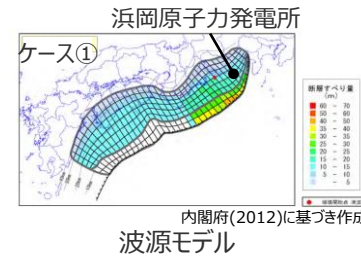 浜岡原子力発電所
ケース①
断層すべり量
(m)
60 - 70
50 - 60
40 - 50
35 - 40
30 - 35
25 - 30
20 - 25
15 - 20
10 - 15
5 - 10
- 5
内閣府(2012)に基づき作成
波源モデル